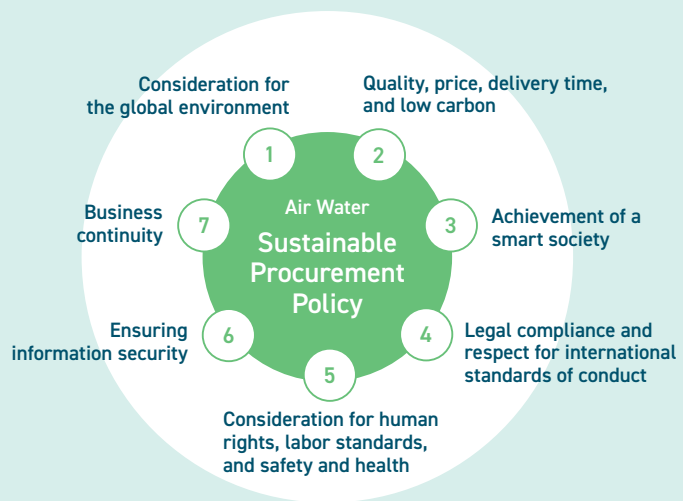 Air Water
Sustainable
Procurement
Policy
1
Consideration for
the global environment
2
Quality, price, delivery time,
and low carbon
3
Achievement of a
smart society
4
Legal compliance and
respect for international
standards of conduct
5
Consideration for human
rights, labor standards,
and safety and health
6
Ensuring
information security
7
Business
continuity